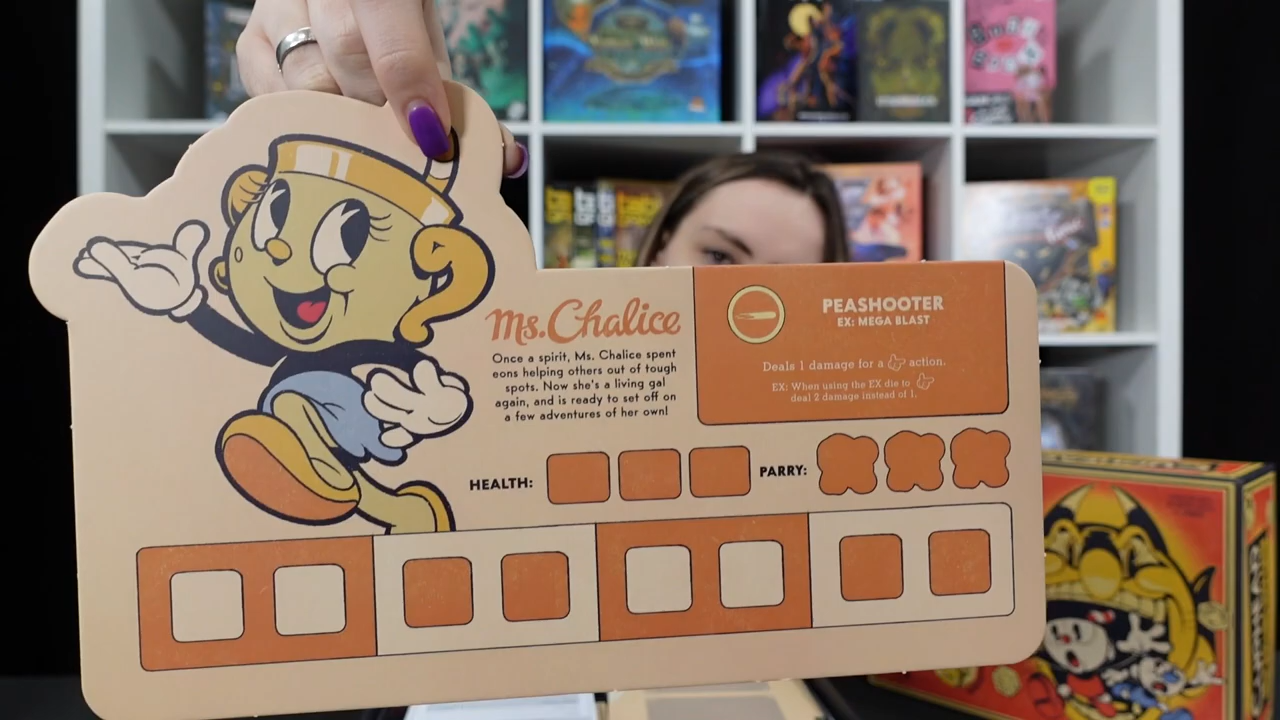 Ms. Chalice
Once a spirit, Ms. Chalice spent
eons helping others out of tough
spots. Now she's a living gal
again, and is ready to set off on
a few adventures of her own!
PEASHOOTER
EX: MEGA BLAST
Deals 1 damage for a action.
EX: When using the EX die to
deal 2 damage instead of 1.
HEALTH:
PARRY: